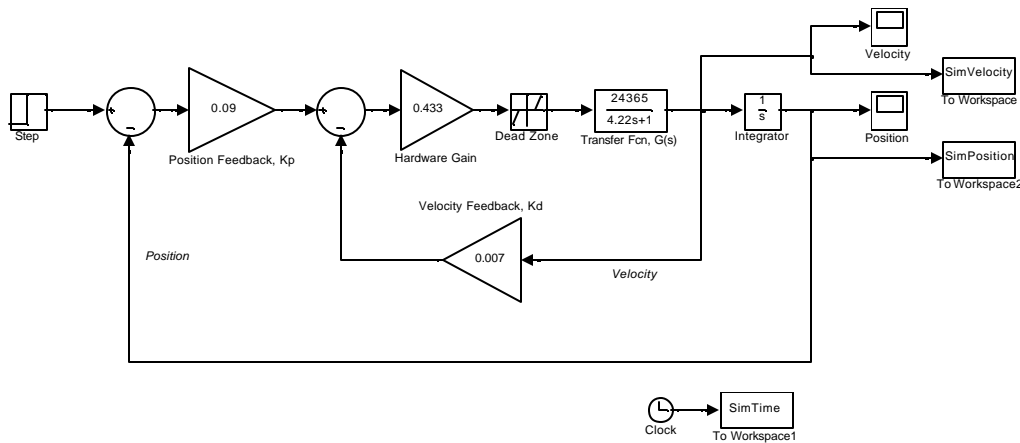 Velocity
SimVelocity
To Workspace
Step
+
-
0.09
Position Feedback, Kp
+
-
0.433
Hardware Gain
Dead Zone
24365
4.22s+1
Transfer Fcn, G(s)
1
s
Integrator
Position
SimPosition
To Workspace2
Velocity Feedback, Kd
0.007
Position
Velocity
SimTime
Clock
To Workspace1